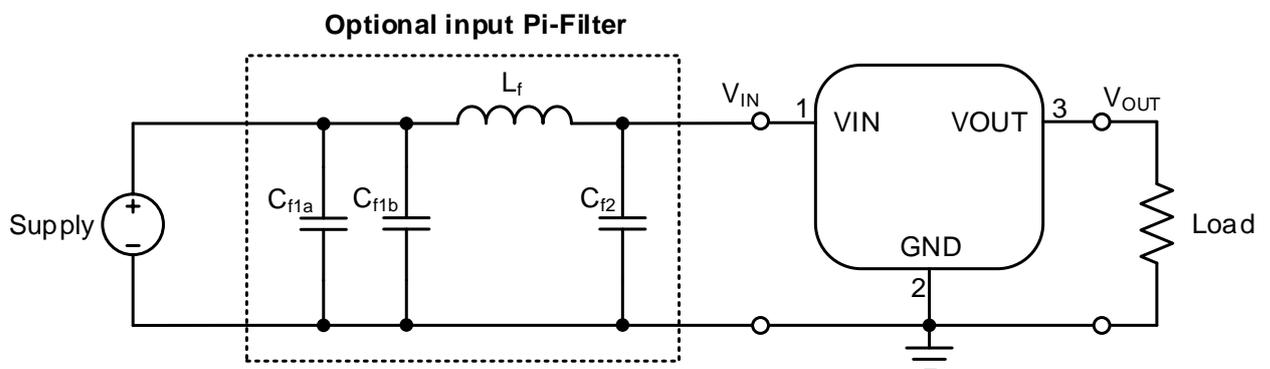 Optional input Pi-Filter
Lf
VIN
1
VIN
VOUT
3
VOUT
Cf1a
Cf1b
Cf2
Supply
+
–
Load
GND
2